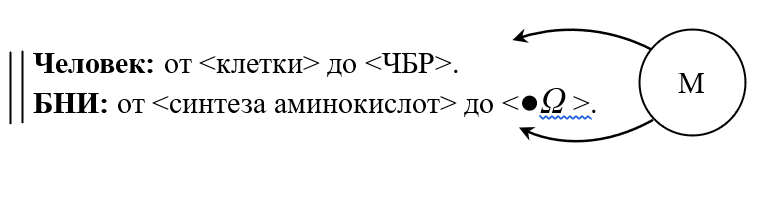 Человек: от <клетки> до <ЧБР>.
БНИ: от <синтеза аминокислот> до <●Ω >.
М